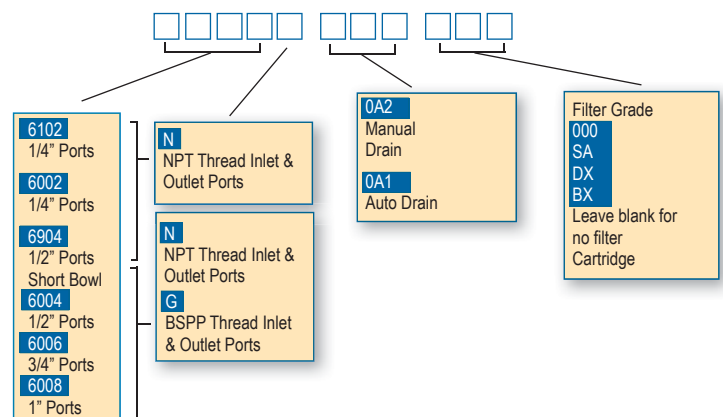 6102
1/4” Ports
6002
1/4” Ports
6904
1/2” Ports
Short Bowl
6004
1/2” Ports
6006
3/4” Ports
6008
1” Ports
N
NPT Thread Inlet &
Outlet Ports
N
NPT Thread Inlet &
Outlet Ports
G
BSPP Thread Inlet
& Outlet Ports
0A2
Manual
Drain
0A1
Auto Drain
Filter Grade
000
SA
DX
BX
Leave blank for
no filter
Cartridge